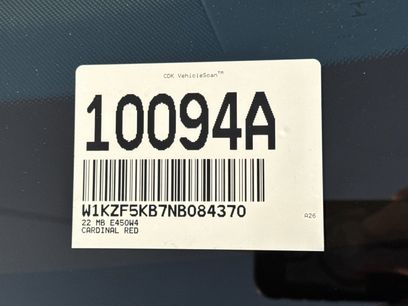 CDK VehicleScan™
10094A
W1KZF5KB7NB084370
22 MB E450W4
CARDINAL RED
A26